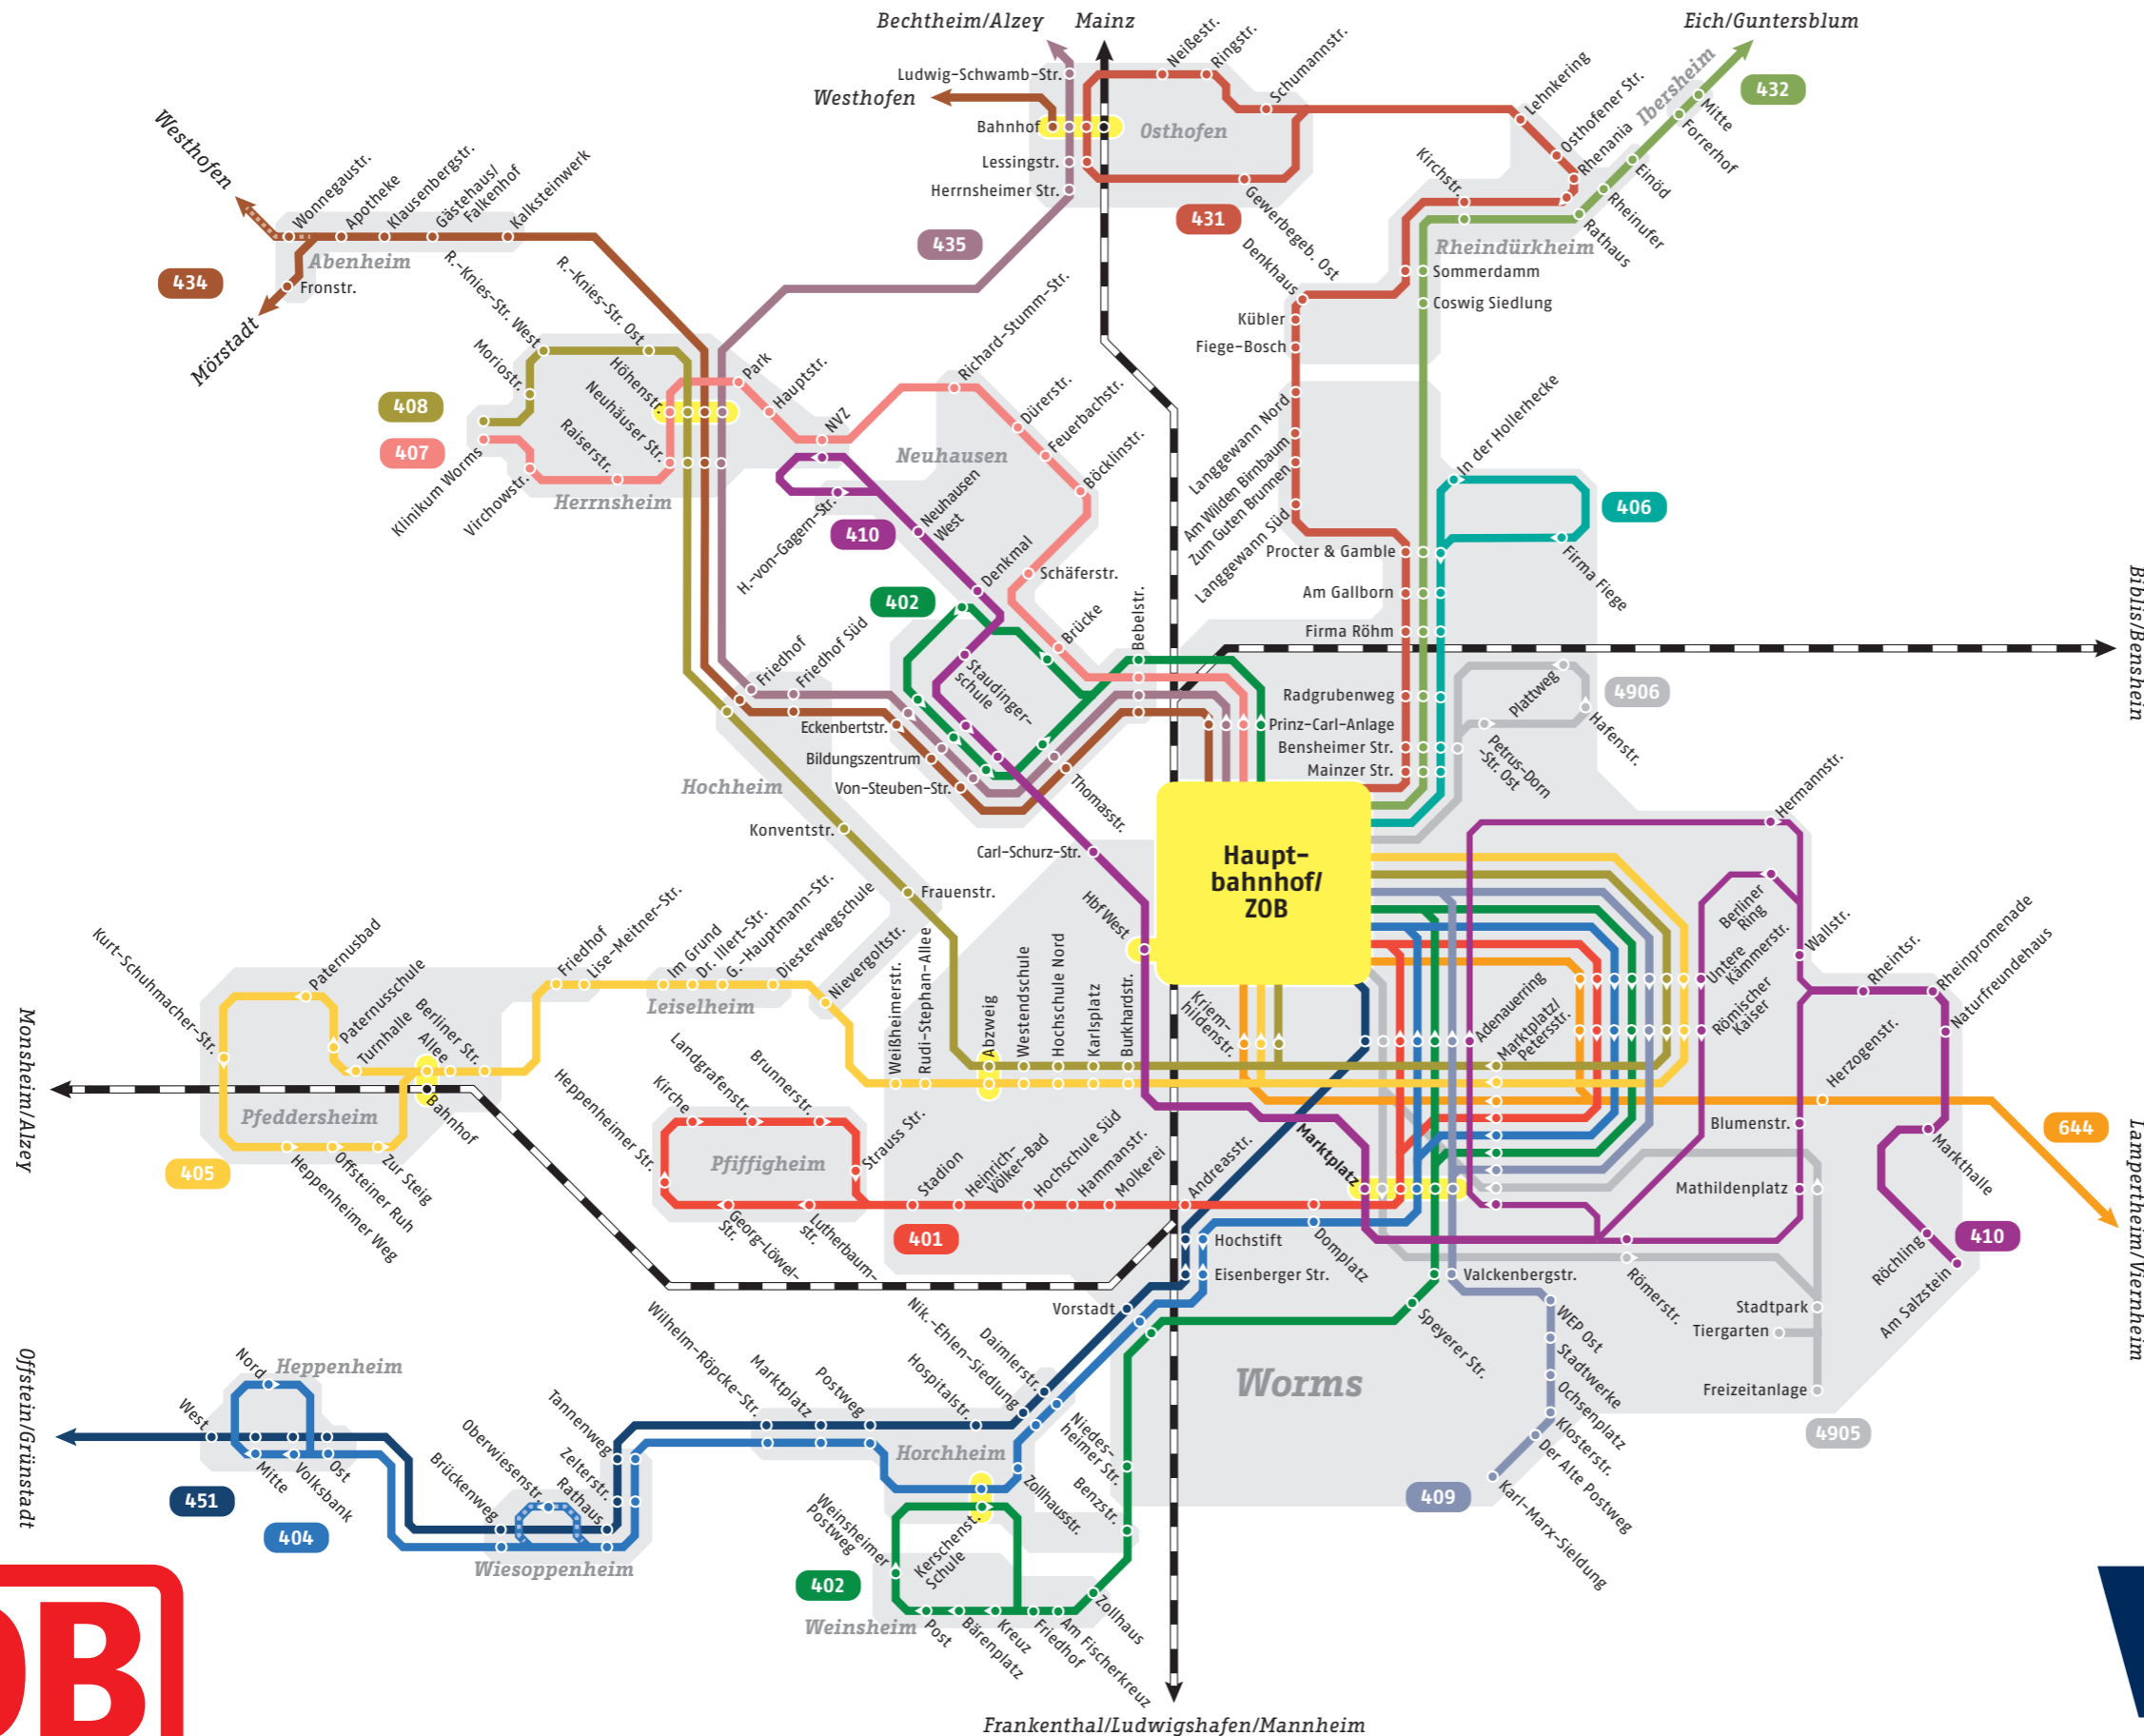 Bechtheim/Alzey
Mainz
Eich/Guntersblum
Ludwig-Schwamb-Str.
Westhofen
Bahnhof
Lessingstr.
Herrnsheimer Str.
Osthofen
Neißestr.
Ringstr.
Schumannstr.
Gewerbegeb. Ost
431
435
Lehnkering
Osthofener Str.
Rhenania
Kirchstr.
Ibersheim
432
Mitte
Forrerhof
Einöd
Rheinufer
Rathaus
Rheindürkheim
Sommerdamm
Coswig Siedlung
Denkhaus
Kübler
Fiege-Bosch
Langgewann Nord
Am Wilden Birnbaum
Zum Guten Brunnen
Langgewann Süd
Procter & Gamble
Am Gallborn
Firma Röhm
Radgrubenweg
Prinz-Carl-Anlage
Bensheimer Str.
Mainzer Str.
In der Hollerhecke
406
Firma Fiege
Plattweg
4906
Hafenstr.
Petrus-Dorn
-Str. Ost
Biblis/Bensheim
Westhofen
Wonnegaustr.
Apotheke
Klausenbergstr.
Gästehaus/
Falkenhof
Kalksteinwerk
Abenheim
434
Fronstr.
Mörstadt
R.-Knies-Str. West
R.-Knies-Str. Ost
Moriostr.
Höhenstr.
Neuhäuser Str.
Raiserstr.
408
407
Klinikum Worms
Virchowstr.
Herrnsheim
Park
Hauptstr.
NVZ
Richard-Stumm-Str.
Dürerstr.
Feuerbachstr.
Böcklinstr.
Neuhausen
H.-von-Gagern-Str.
410
Neuhausen
West
Denkmal
Schäferstr.
Brücke
Bebelstr.
402
Staudinger-
schule
Friedhof
Friedhof Süd
Eckenbertstr.
Bildungszentrum
Von-Steuben-Str.
Thomasstr.
Hochheim
Konventstr.
Frauenstr.
Carl-Schurz-Str.
Hbf West
Haupt-
bahnhof/
ZOB
Hermannstr.
Berliner
Ring
Wallstr.
Untere
Kämmerstr.
Römischer
Kaiser
Rheintsr.
Rheinpromenade
Naturfreundehaus
Herzogenstr.
Kriem-
hildenstr.
Adenauerring
Marktplatz/
Petersstr.
Marktplatz
Blumenstr.
Mathildenplatz
Markthalle
Röchling
Am Salzstein
410
644
Lampertheim/Viernheim
Kurt-Schuhmacher-Str.
Paternusbad
Paternusschule
Turnhalle
Allee
Berliner Str.
Friedhof
Lise-Meitner-Str.
Im Grund
Dr. Illert-Str.
G.-Hauptmann-Str.
Diesterwegschule
Leiselheim
Nievergoltstr.
Weißheimerstr.
Rudi-Stephan-Allee
Abzweig
Westendschule
Hochschule Nord
Karlsplatz
Burkhardstr.
Monsheim/Alzey
Pfeddersheim
Bahnhof
405
Heppenheimer Weg
Offsteiner Ruh
Zur Steig
Heppenheimer Str.
Kirche
Landgrafenstr.
Brunnerstr.
Strauss Str.
Pfiffigheim
Georg-Löwel-
str.
Lutherbaum-
str.
401
Stadion
Heinrich-
Völker-Bad
Hochschule Süd
Hammanstr.
Molkerei
Andreasstr.
Hochstift
Eisenberger Str.
Vorstadt
Domplatz
Valckenbergstr.
Speyerer Str.
Römerstr.
Stadtpark
Tiergarten
Freizeitanlage
4905
Worms
WEP Ost
Stadtwerke
Ochsenplatz
Klosterstr.
Der Alte Postweg
Karl-Marx-Sieldung
409
Offstein/Grünstadt
Nord
Heppenheim
West
Mitte
Volksbank
Ost
451
404
Brückenweg
Oberwiesenstr.
Rathaus
Zelterstr.
Tannenweg
Wiesoppenheim
Wilhelm-Röpcke-Str.
Marktplatz
Postweg
Hospitalstr.
Nik.-Ehlen-Siedlung
Daimlerstr.
Horchheim
Zollhausstr.
Niedes-
heimer Str.
Benzstr.
Weinsheimer
Postweg
Kerschenst.
Schule
402
Weinsheim
Post
Bärenplatz
Kreuz
Friedhof
Am Fischerkreuz
Zollhaus
Frankenthal/Ludwigshafen/Mannheim
DB